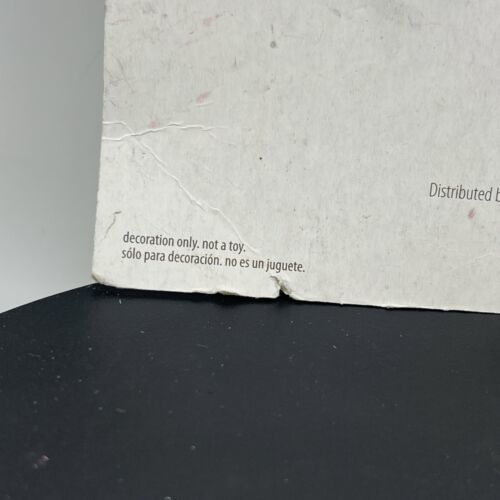 Distributed
decoration only. not a toy.
sólo para decoración. no es un juguete.